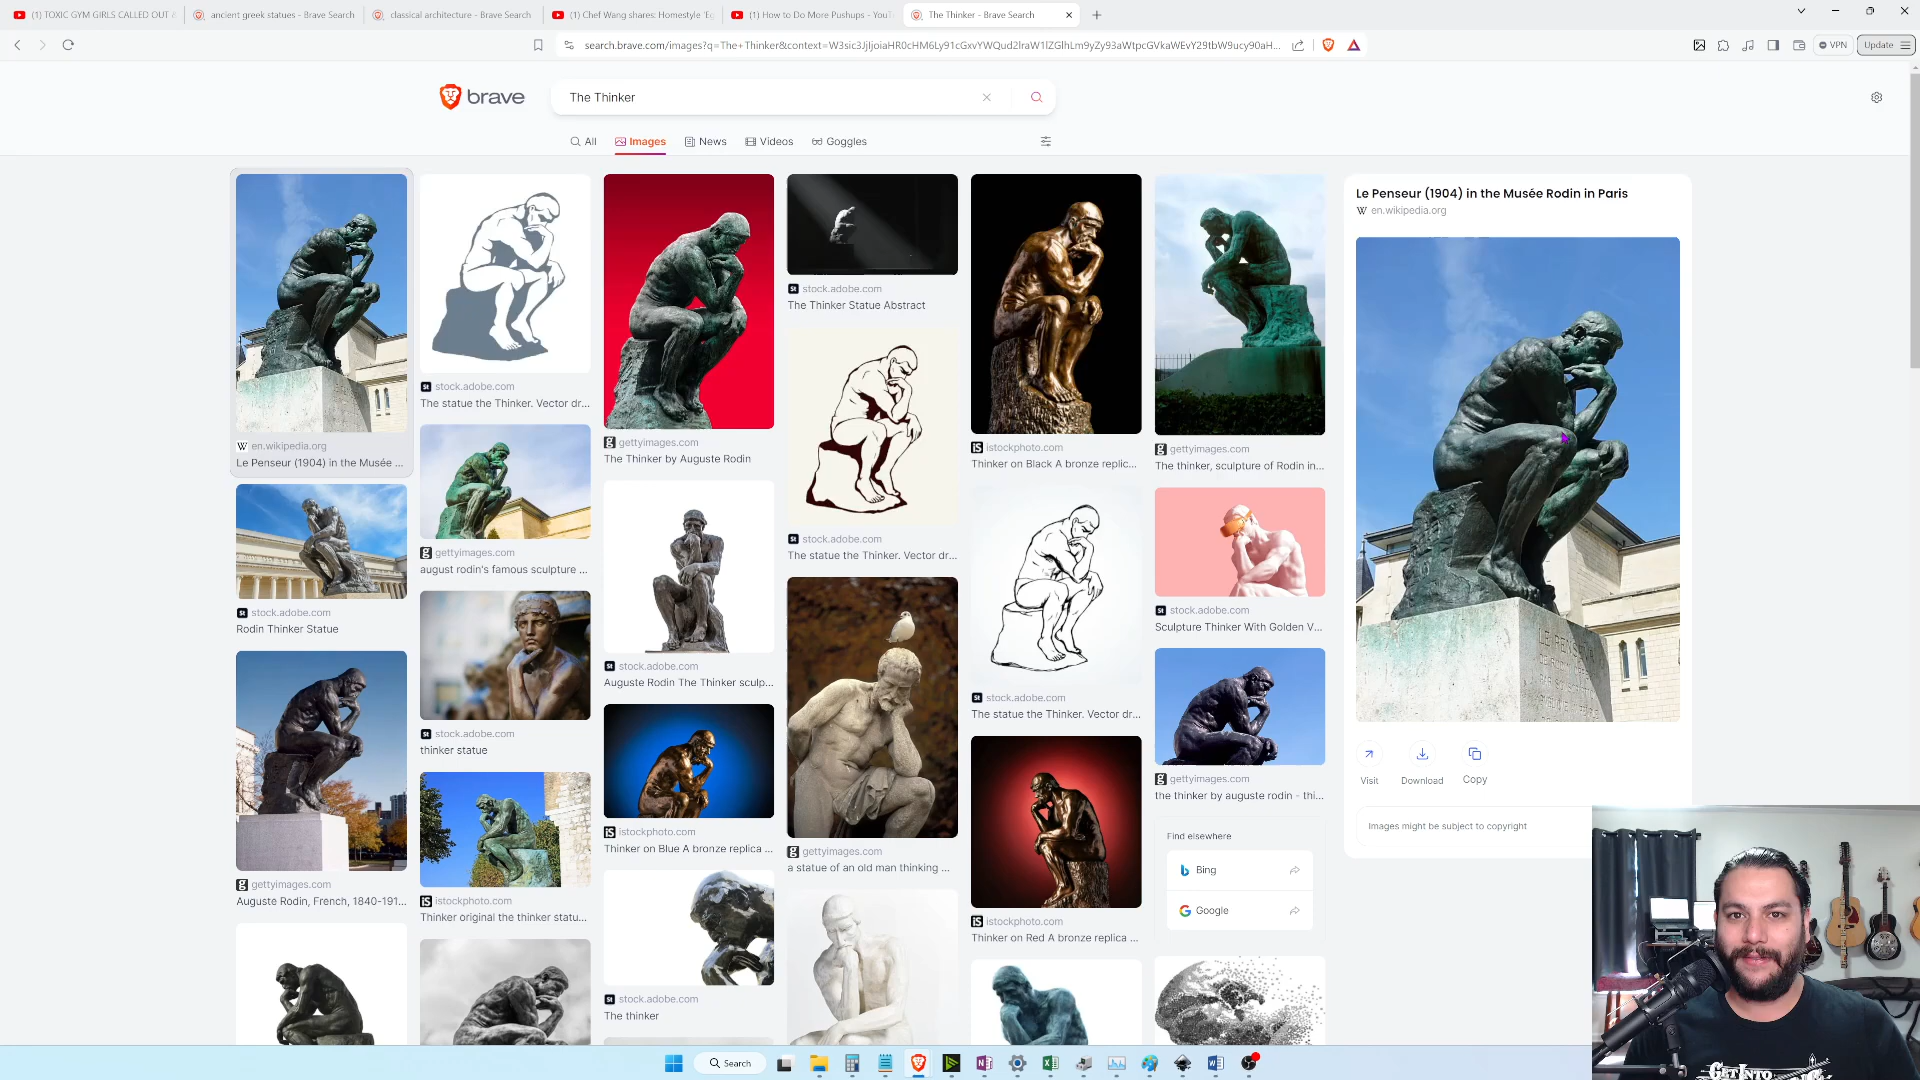 (1) TOXIC GYM GIRLS CALLED OUT
ancient greek statues - Brave Search
classical architecture - Brave Search
(1) Chef Wang shares: Homestyle
(1) How to Do More Pushups - YouT
The Thinker - Brave Search
VPN
Update
brave
The Thinker
All
Images
News
Videos
Goggles
en.wikipedia.org
Le Penseur (1904) in the Musée ...
stock.adobe.com
Rodin Thinker Statue
gettyimages.com
Auguste Rodin, French, 1840-191...
stock.adobe.com
The statue the Thinker. Vector dr...
gettyimages.com
august rodin's famous sculpture ...
stock.adobe.com
thinker statue
istockphoto.com
Thinker original the thinker statu...
gettyimages.com
The Thinker by Auguste Rodin
stock.adobe.com
Auguste Rodin The Thinker sculp...
istockphoto.com
Thinker on Blue A bronze replica ...
stock.adobe.com
The thinker
stock.adobe.com
The Thinker Statue Abstract
stock.adobe.com
The statue the Thinker. Vector dr...
gettyimages.com
a statue of an old man thinking ...
istockphoto.com
Thinker on Black A bronze replic...
stock.adobe.com
The statue the Thinker. Vector dr...
istockphoto.com
Thinker on Red A bronze replica ...
gettyimages.com
The thinker, sculpture of Rodin in...
stock.adobe.com
Sculpture Thinker With Golden V...
gettyimages.com
the thinker by auguste rodin - thi...
Find elsewhere
Bing
Google
Le Penseur (1904) in the Musée Rodin in Paris
en.wikipedia.org
LE PENSEUR
Visit
Download
Copy
Images might be subject to copyright
GET INTO
Search